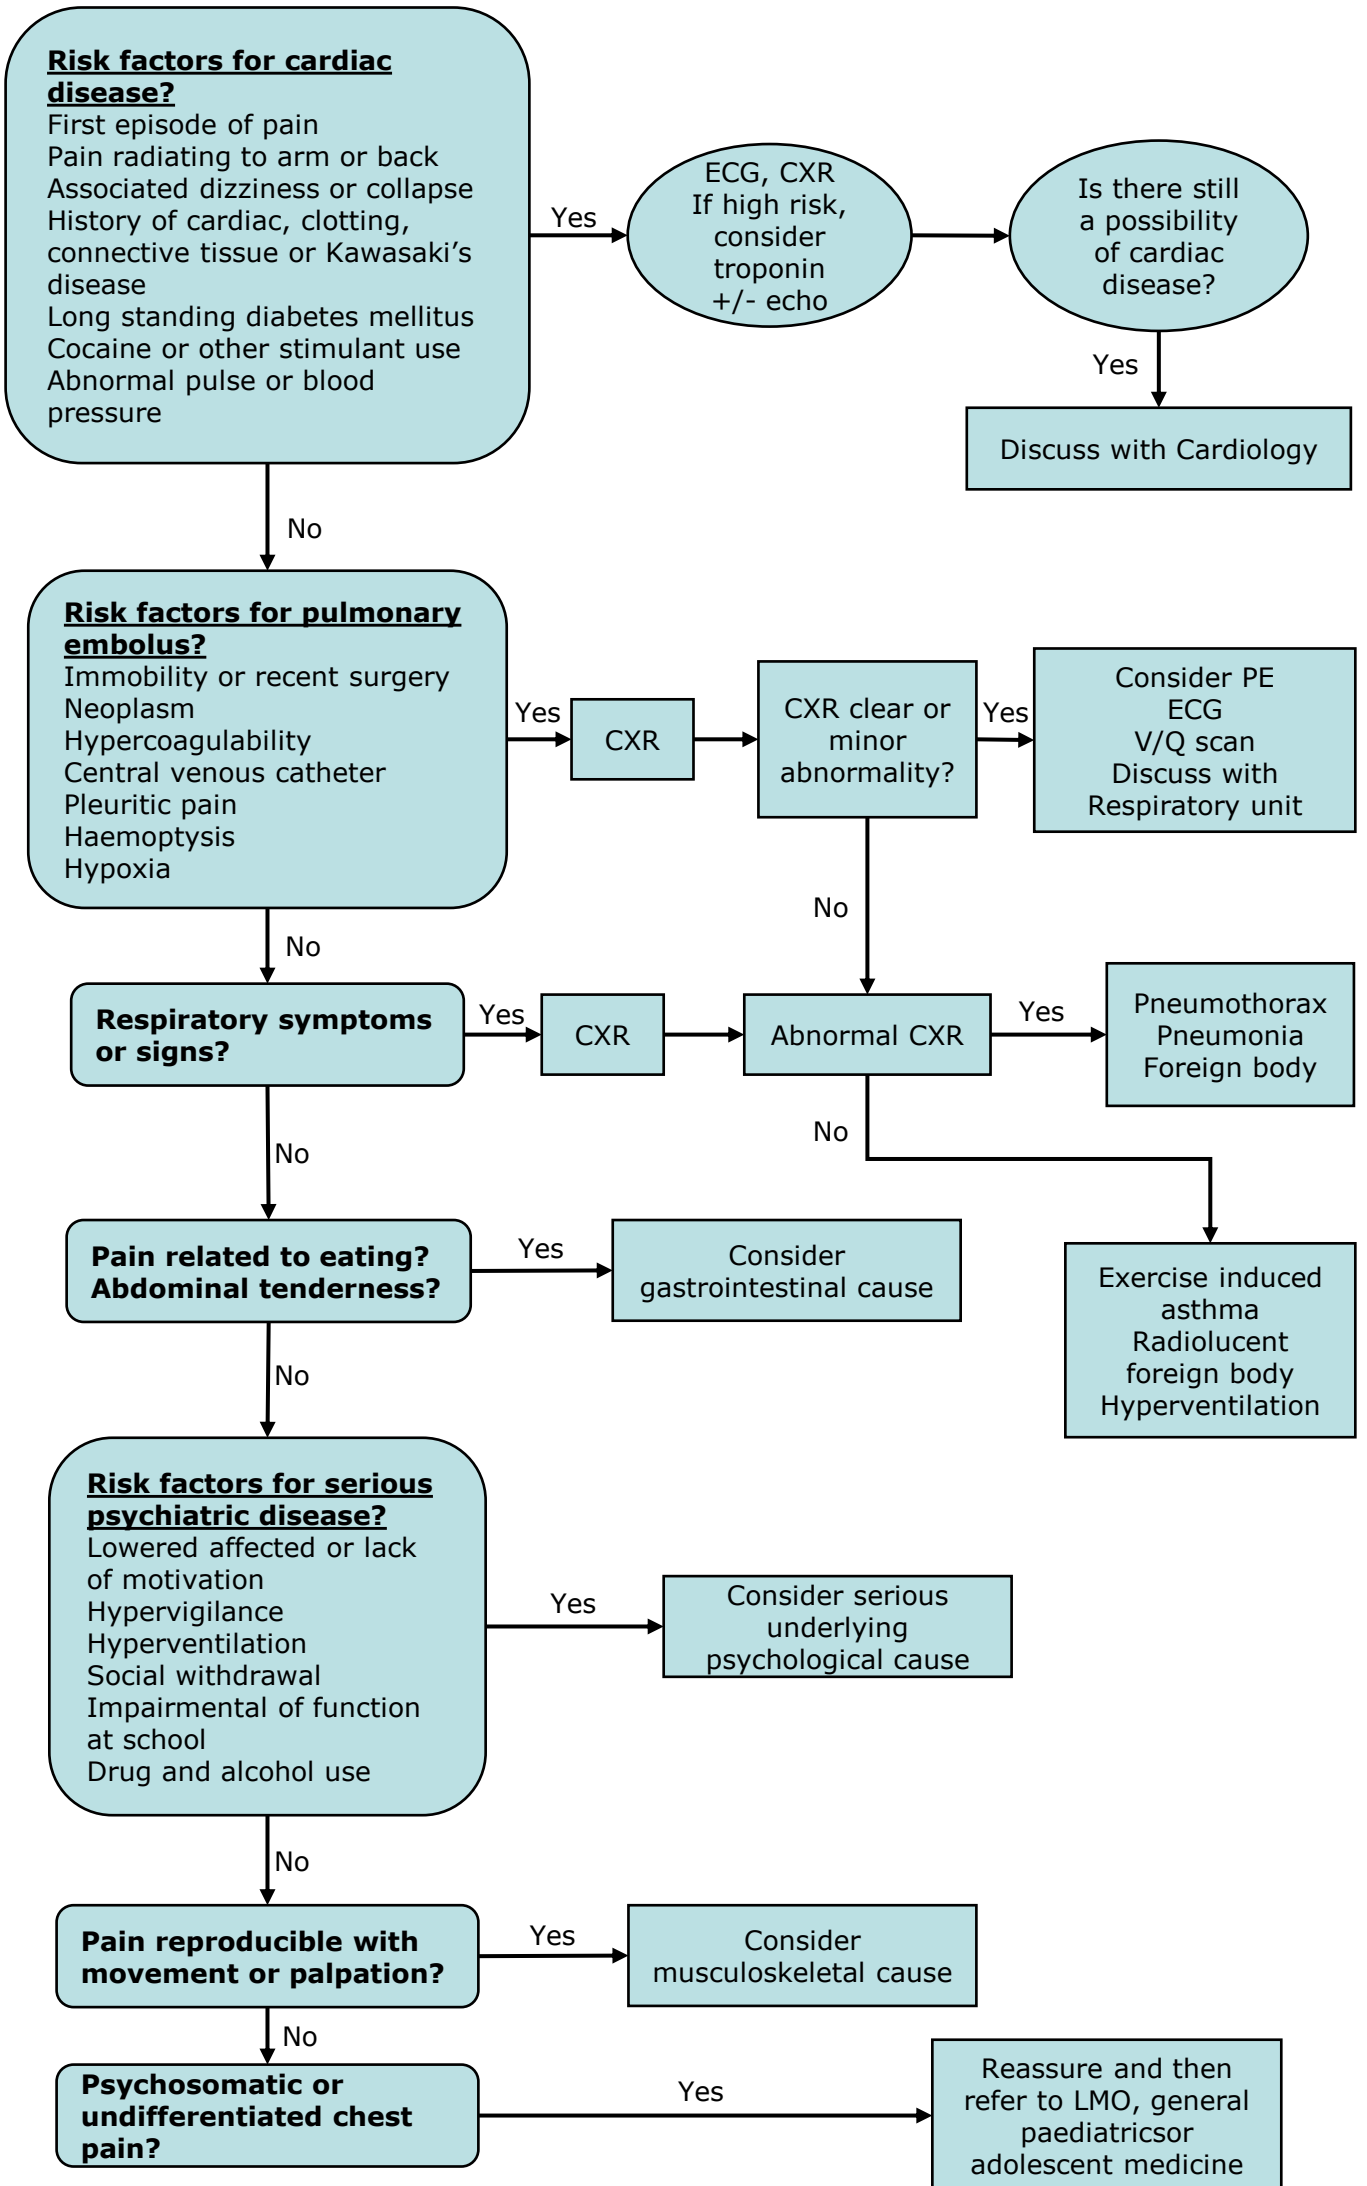 Risk factors for cardiac
disease?
First episode of pain
Pain radiating to arm or back
Associated dizziness or collapse
History of cardiac, clotting,
connective tissue or Kawasaki's
disease
Long standing diabetes mellitus
Cocaine or other stimulant use
Abnormal pulse or blood
pressure
Yes
ECG, CXR
If high risk,
consider
troponin
+/- echo
Is there still
a possibility
of cardiac
disease?
Yes
Discuss with Cardiology
No
Risk factors for pulmonary
embolus?
Immobility or recent surgery
Neoplasm
Hypercoagulability
Central venous catheter
Pleuritic pain
Haemoptysis
Hypoxia
Yes
CXR
CXR clear or
minor
abnormality?
Yes
Consider PE
ECG
V/Q scan
Discuss with
Respiratory unit
No
No
Respiratory symptoms
or signs?
Yes
CXR
Abnormal CXR
Yes
Pneumothorax
Pneumonia
Foreign body
No
No
Exercise induced
asthma
Radiolucent
foreign body
Hyperventilation
Pain related to eating?
Abdominal tenderness?
Yes
Consider
gastrointestinal cause
No
Risk factors for serious
psychiatric disease?
Lowered affected or lack
of motivation
Hypervigilance
Hyperventilation
Social withdrawal
Impairmental of function
at school
Drug and alcohol use
Yes
Consider serious
underlying
psychological cause
No
Pain reproducible with
movement or palpation?
Yes
Consider
musculoskeletal cause
No
Psychosomatic or
undifferentiated chest
pain?
Yes
Reassure and then
refer to LMO, general
paediatricsor
adolescent medicine